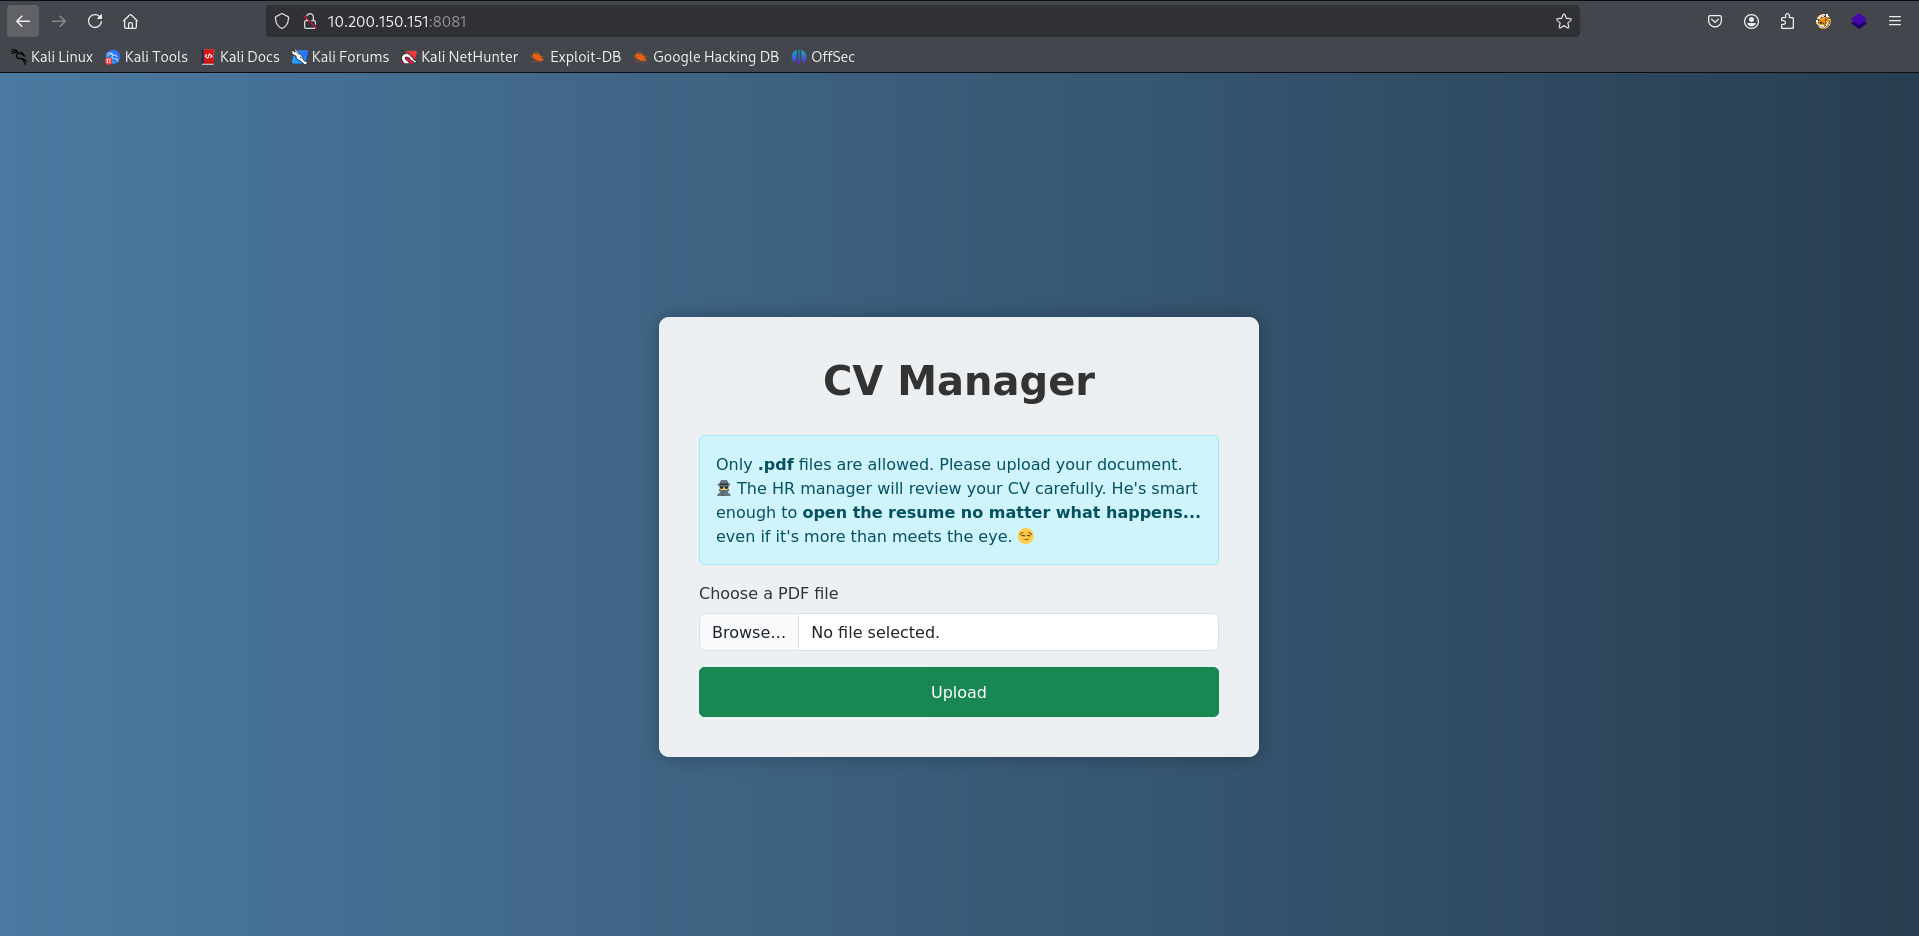 10.200.150.151:8081
Kali Linux Kali Tools Kali Docs Kali Forums Kali NetHunter Exploit-DB Google Hacking DB OffSec
CV Manager
Only .pdf files are allowed. Please upload your document.
🕵️ The HR manager will review your CV carefully. He's smart
enough to open the resume no matter what happens...
even if it's more than meets the eye. 😏
Choose a PDF file
Browse... No file selected.
Upload